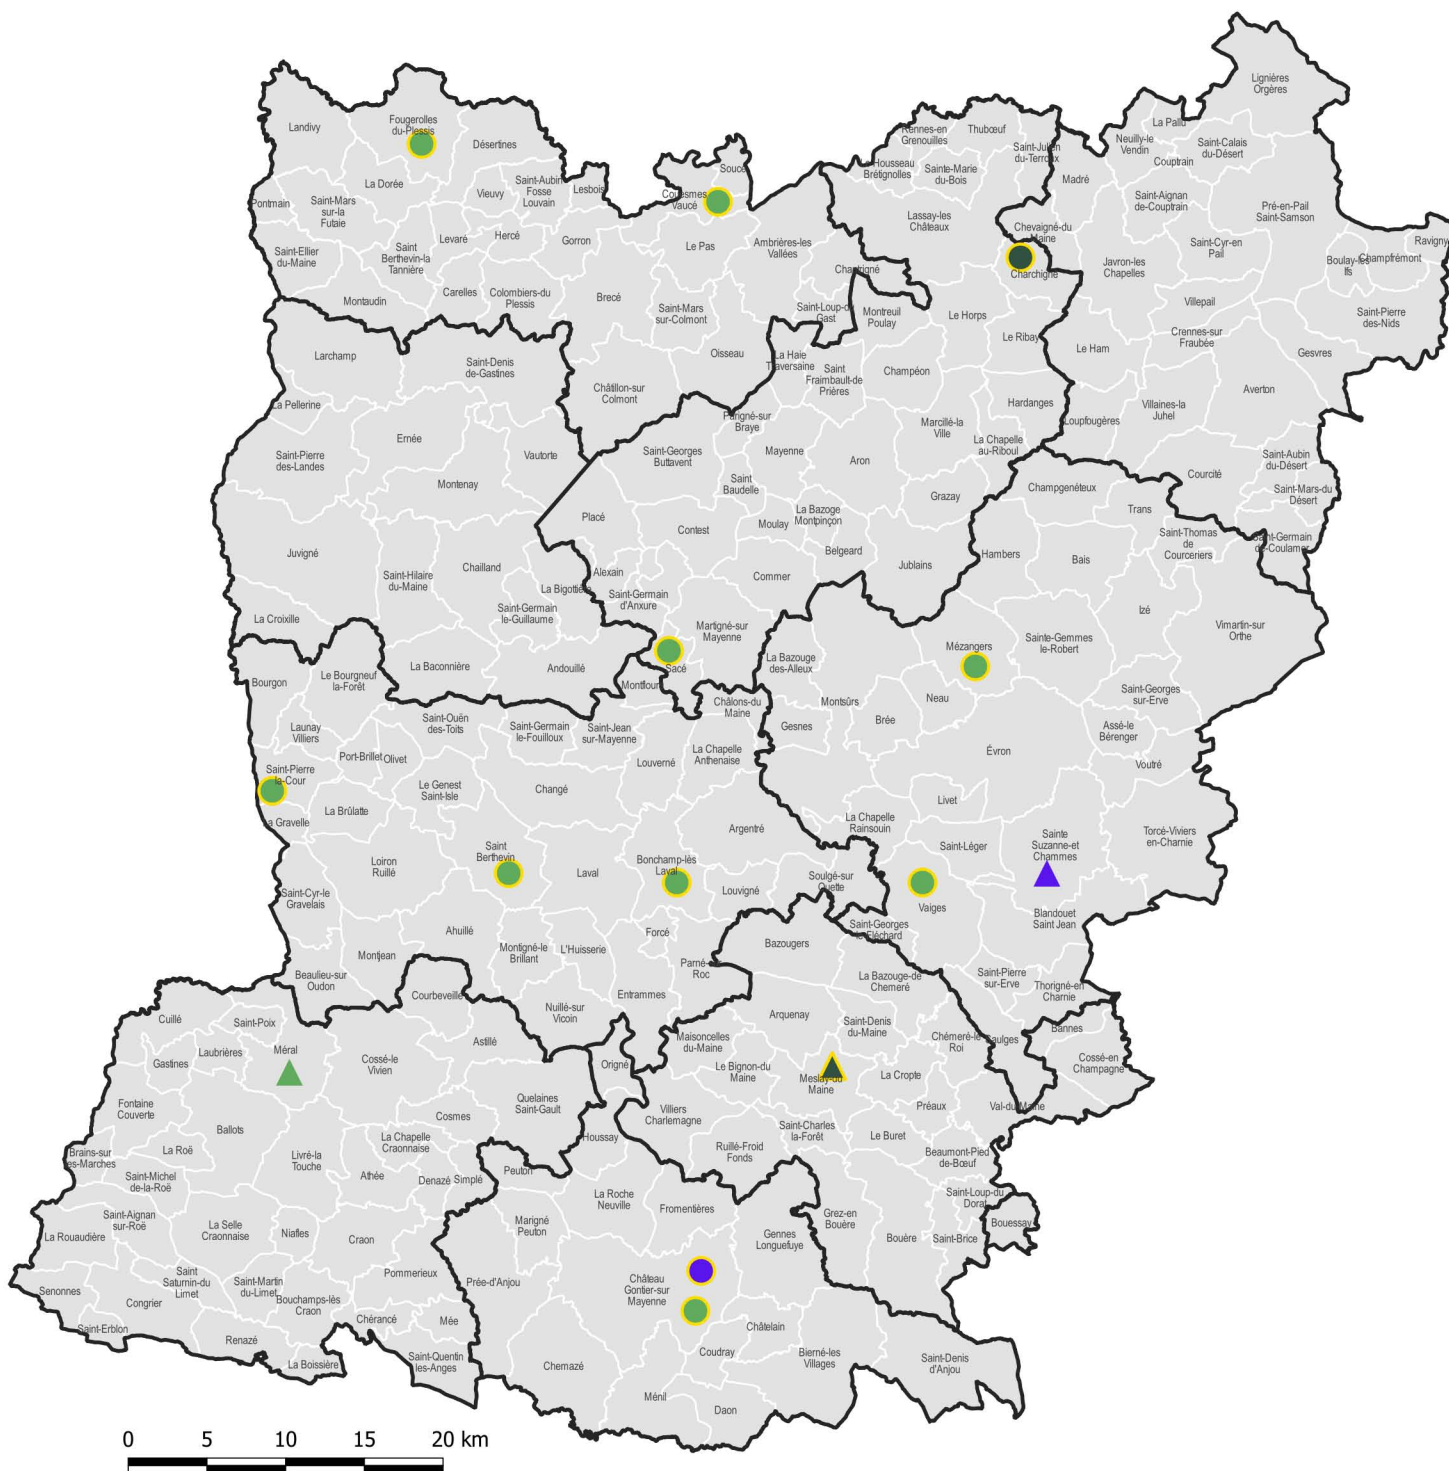 Lignières
Orgères
Landivy
Fougerolles
du-Plessis
Désertines
Rennes-en
Grenouilles
Thubœuf
Saint-Julien
du-Terroux
La Pallu
Neuilly-le
Vendin
Couptrain
Saint-Calais
du-Désert
La Dorée
Vieuvy
Saint-Aubin
Fosse
Louvain
Lesbois
Soucé
Couesmes
Vaucé
Le Housseau
Brétignolles
Sainte-Marie
du-Bois
Madré
Saint-Aignan
de-Couptrain
Pré-en-Pail
Saint-Samson
Pontmain
Saint-Mars
sur-la
Futaie
Lassay-les
Châteaux
Chevaigné-du
Maine
Charchigné
Saint-Ellier
du-Maine
Saint
Berthevin-la
Tannière
Levaré
Hercé
Gorron
Le Pas
Ambrières-les
Vallées
Chantrigné
Javron-les
Chapelles
Saint-Cyr-en
Pail
Boulay-les
Ifs
Champfrémont
Ravigny
Montaudin
Carelles
Colombiers-du
Plessis
Brecé
Saint-Mars
sur-Colmont
Saint-Loup-du
Gast
Montreuil
Poulay
Le Horps
Le Ribay
Villepail
Saint-Pierre
des-Nids
Larchamp
Saint-Denis
de-Gastines
Oisseau
La Haie
Traversaine
Saint
Fraimbault-de
Prières
Champéon
Le Ham
Crennes-sur
Fraubée
Gesvres
La Pellerine
Châtillon-sur
Colmont
Hardanges
Averton
Ernée
Parigné-sur
Braye
Marcillé-la
Ville
Loupfougères
Villaines-la
Juhel
Saint-Pierre
des-Landes
Vautorte
Saint-Georges
Buttavent
Mayenne
Aron
La Chapelle
au-Riboul
Saint-Aubin
du-Désert
Montenay
Saint
Baudelle
Grazay
Champgenéteux
Courcité
Saint-Mars-du
Désert
Placé
Contest
Moulay
La Bazoge
Montpinçon
Trans
Juvigné
Belgeard
Hambers
Bais
Saint-Thomas
de
Courceriers
Saint-Germain
de-Coulamer
Saint-Hilaire
du-Maine
Chailland
La Bigottière
Alexain
Saint-Germain
d'Anxure
Commer
Jublains
La Croixille
Saint-Germain
le-Guillaume
Izé
Martigné-sur
Mayenne
Mézangers
Sainte-Gemmes
le-Robert
Vimartin-sur
Orthe
Bourgon
Le Bourgneuf
la-Forêt
La Baconnière
Andouillé
Montflours
Sacé
La Bazouge
des-Alleux
Montsûrs
Neau
Saint-Georges
sur-Erve
Launay
Villiers
Saint-Ouën
des-Toits
Saint-Germain
le-Fouilloux
Saint-Jean
sur-Mayenne
Châlons-du
Maine
Gesnes
Brée
Assé-le
Bérenger
Port-Brillet
Olivet
Louverné
La Chapelle
Anthenaise
Évron
Voutré
Saint-Pierre
la-Cour
Le Genest
Saint-Isle
Changé
Livet
La Gravelle
La Brûlatte
Argentré
La Chapelle
Rainsouin
Saint-Léger
Sainte
Suzanne-et
Chammes
Torcé-Viviers
en-Charnie
Loiron
Ruillé
Saint
Berthevin
Laval
Bonchamp-lès
Laval
Louvigné
Soulgé-sur
Ouette
Vaiges
Saint-Cyr-le
Gravelais
Ahuillé
Montigné-le
Brillant
L'Huisserie
Forcé
Bazougers
Saint-Georges
le-Fléchard
Blandouet
Saint Jean
Montjean
Beaulieu-sur
Oudon
Parné-sur
Roc
La Bazouge-de
Chemeré
Saint-Pierre
sur-Erve
Thorigné-en
Charnie
Courbeveille
Nuillé-sur
Vicoin
Entrammes
Cuillé
Saint-Poix
Astillé
Arquenay
Saint-Denis
du-Maine
Chémeré-le
Roi
Saulges
Bannes
Gastines
Laubrières
Méral
Cossé-le
Vivien
Origné
Maisoncelles
du-Maine
Le Bignon-du
Maine
Meslay-du
Maine
La Cropte
Cossé-en
Champagne
Fontaine
Couverte
Ballots
Cosmes
Quelaines
Saint-Gault
Villiers
Charlemagne
Préaux
Val-du-Maine
Brains-sur
les-Marches
La Roë
Saint-Michel
de-la-Roë
Livré-la
Touche
La Chapelle
Craonnaise
Athée
Denazé
Simplé
Peuton
Houssay
Ruillé-Froid
Fonds
Saint-Charles
la-Forêt
Le Buret
Beaumont-Pied
de-Bœuf
Saint-Aignan
sur-Roë
La Rouaudière
La Selle
Craonnaise
Niafles
Craon
Marigné
Peuton
La Roche
Neuville
Fromentières
Gennes
Longuefuye
Grez-en
Bouère
Bouère
Saint-Loup-du
Dorat
Saint-Brice
Bouessay
Senonnes
Congrier
Saint
Saturnin-du
Limet
Saint-Martin
du-Limet
Bouchamps-lès
Craon
Pommerieux
Prée-d'Anjou
Château
Gontier-sur
Mayenne
Saint-Erblon
Renazé
Chérancé
Mée
Châtelain
La Boissière
Saint-Quentin
les-Anges
Chemazé
Coudray
Bierné-les
Villages
Saint-Denis
d'Anjou
Ménil
Daon
0 5 10 15 20 km